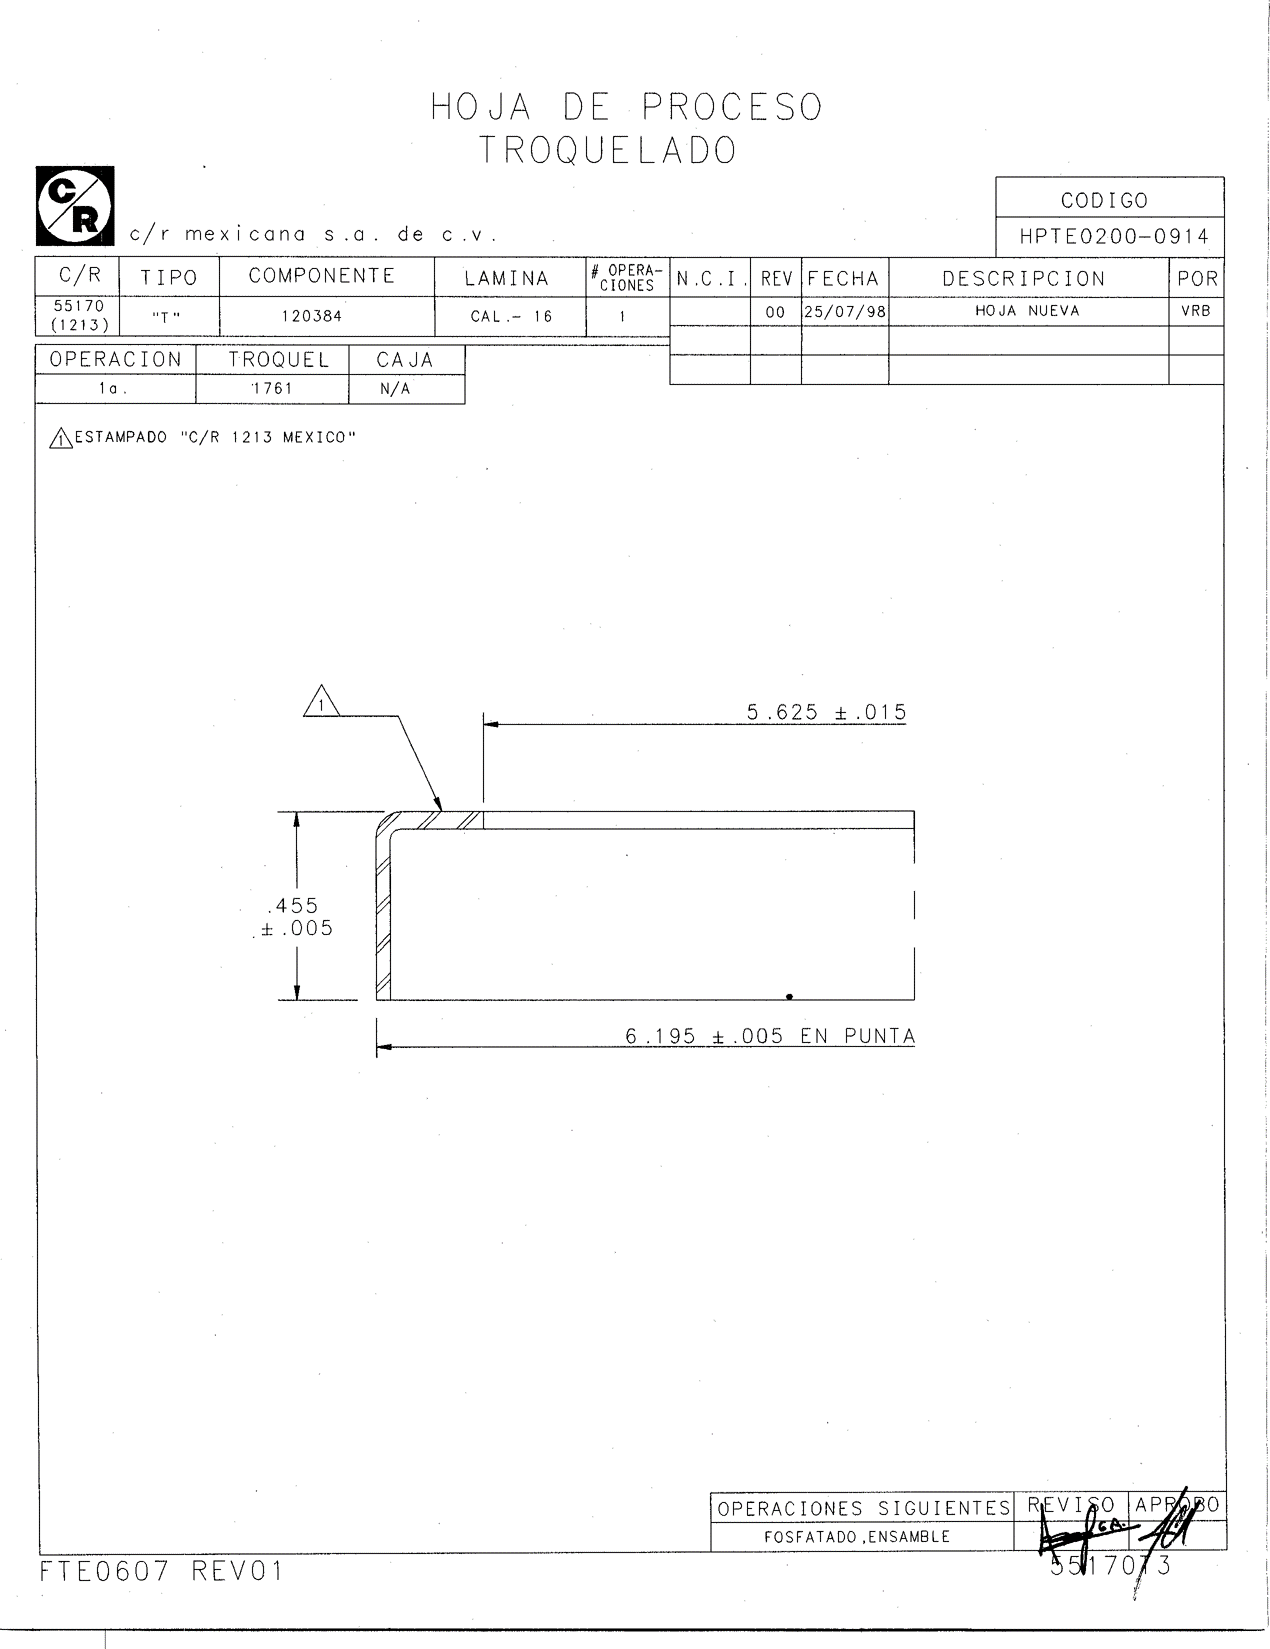 HOJA DE PROCESO
TROQUELADO
C/R
c/r mexicana s.a. de c.v.
CODIGO
HPTE0200-0914
C/R TIPO COMPONENTE LAMINA # OPERA-CIONES N.C.I. REV FECHA DESCRIPCION POR
55170 (1213) "T" 120384 CAL.- 16 1 00 25/07/98 HOJA NUEVA VRB
OPERACION TROQUEL CAJA
1a. 1761 N/A
1 ESTAMPADO "C/R 1213 MEXICO"
1
5.625 ±.015
.455
±.005
6.195 ±.005 EN PUNTA
OPERACIONES SIGUIENTES REVISO APROBO
FOSFATADO,ENSAMBLE
FTE0607 REV01
55170T3